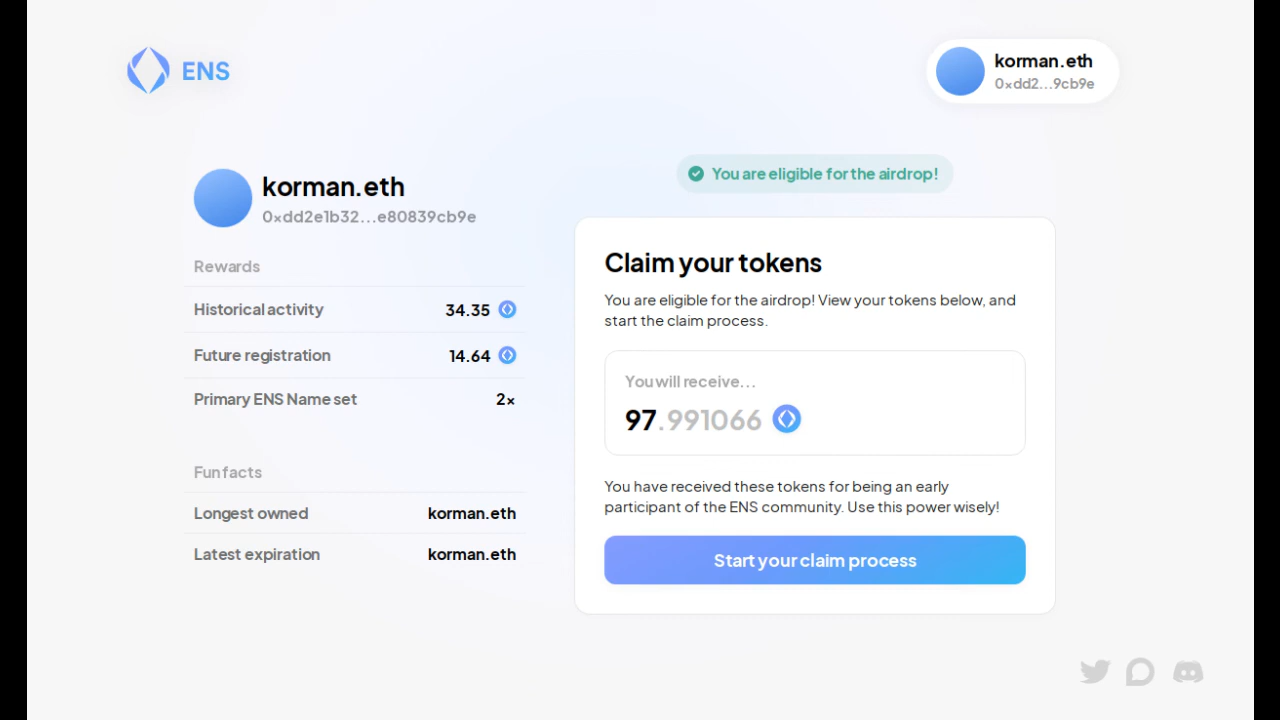 ENS
korman.eth
0xdd2...9cb9e
korman.eth
0xdd2e1b32...e80839cb9e
Rewards
Historical activity 34.35
Future registration 14.64
Primary ENS Name set 2x
Fun facts
Longest owned korman.eth
Latest expiration korman.eth
You are eligible for the airdrop!
Claim your tokens
You are eligible for the airdrop! View your tokens below, and
start the claim process.
You will receive...
97.991066
You have received these tokens for being an early
participant of the ENS community. Use this power wisely!
Start your claim process